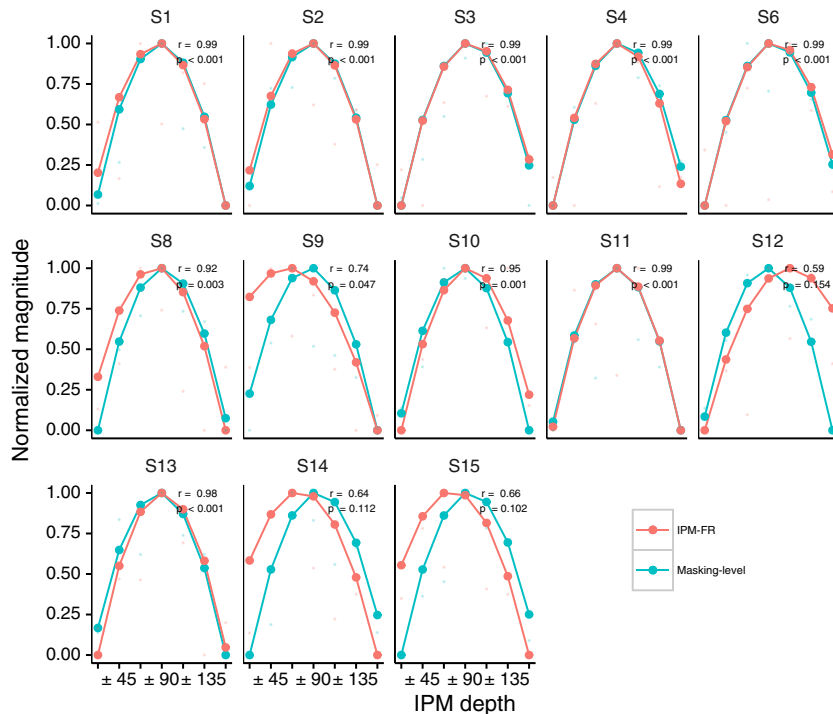 S1 S2 S3 S4 S6
r = 0.99 r = 0.99 r = 0.99 r = 0.99 r = 0.99
p < 0.001 p < 0.001 p < 0.001 p < 0.001 p < 0.001
1.00
0.75
0.50
0.25
0.00
S8 S9 S10 S11 S12
r = 0.92 r = 0.74 r = 0.95 r = 0.99 r = 0.59
p = 0.003 p = 0.047 p = 0.001 p < 0.001 p = 0.154
1.00
0.75
0.50
0.25
0.00
Normalized magnitude
S13 S14 S15
r = 0.98 r = 0.64 r = 0.66
p < 0.001 p = 0.112 p = 0.102
1.00
0.75
0.50
0.25
0.00
IPM-FR
Masking-level
± 45 ± 90 ± 135 ± 45 ± 90 ± 135 ± 45 ± 90 ± 135
IPM depth